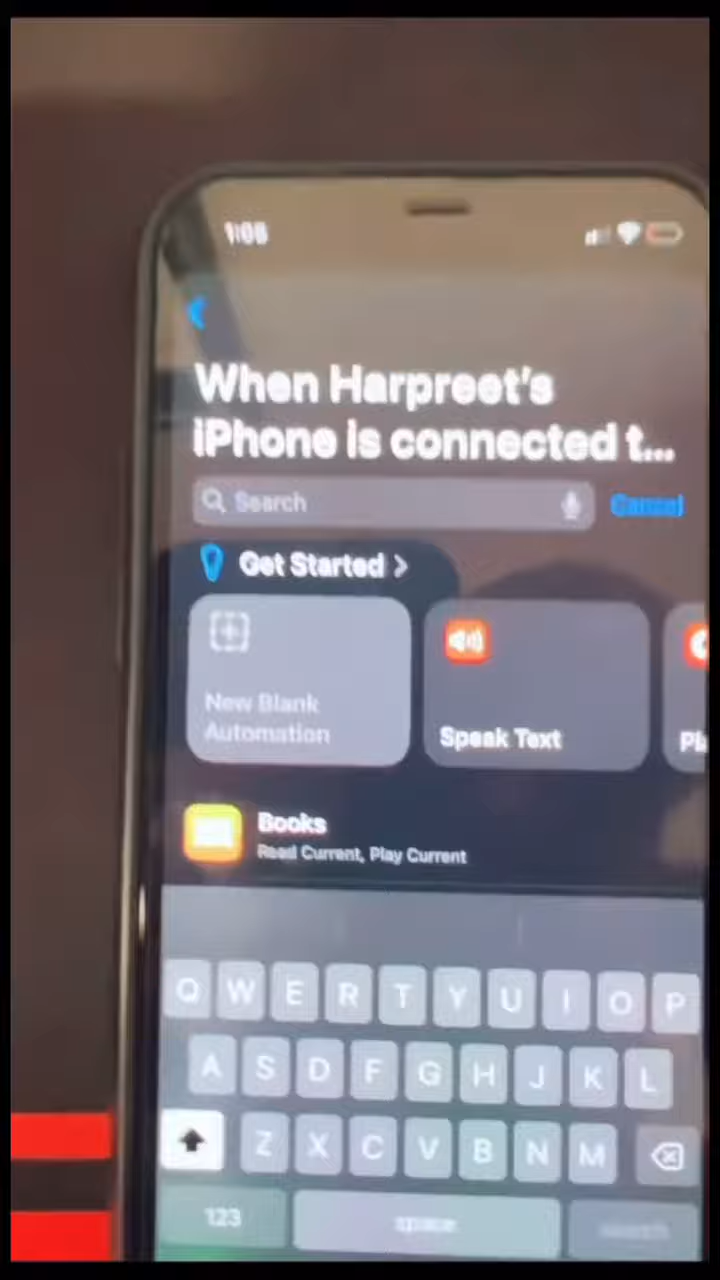 1:08
When Harpreet's
iPhone is connected t...
Search
Cancel
Get Started
New Blank
Automation
Speak Text
Books
Read Current, Play Current
Q W E R T Y U I O P
A S D F G H J K L
Z X C V B N M
123 space search